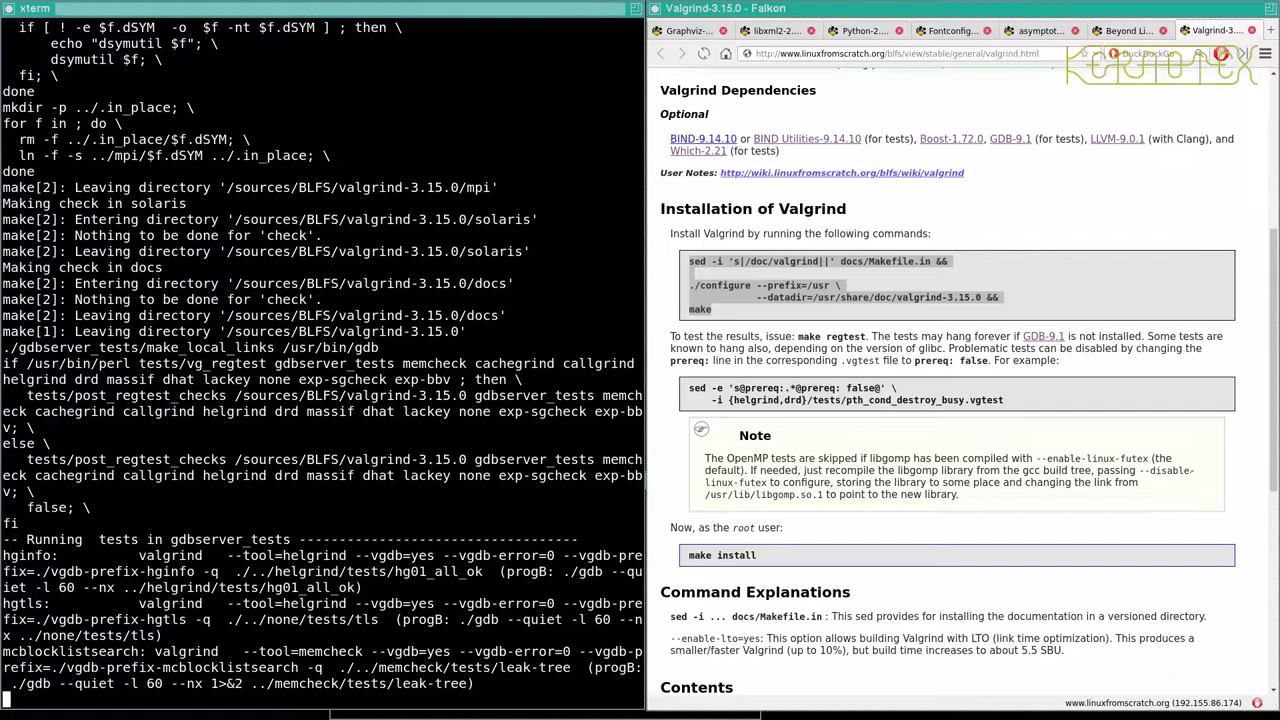 xterm
if [ ! -e $f.dSYM  -o  $f -nt $f.dSYM ] ; then \
echo "dsymutil $f"; \
dsymutil $f; \
fi; \
done
mkdir -p ../.in_place; \
for f in ; do \
rm -f ../.in_place/$f.dSYM; \
ln -f -s ../mpi/$f.dSYM ../.in_place; \
done
make[2]: Leaving directory '/sources/BLFS/valgrind-3.15.0/mpi'
Making check in solaris
make[2]: Entering directory '/sources/BLFS/valgrind-3.15.0/solaris'
make[2]: Nothing to be done for 'check'.
make[2]: Leaving directory '/sources/BLFS/valgrind-3.15.0/solaris'
Making check in docs
make[2]: Entering directory '/sources/BLFS/valgrind-3.15.0/docs'
make[2]: Nothing to be done for 'check'.
make[2]: Leaving directory '/sources/BLFS/valgrind-3.15.0/docs'
make[1]: Leaving directory '/sources/BLFS/valgrind-3.15.0'
./gdbserver_tests/make_local_links /usr/bin/gdb
if /usr/bin/perl tests/vg_regtest gdbserver_tests memcheck cachegrind callgrind
helgrind drd massif dhat lackey none exp-sgcheck exp-bbv ; then \
tests/post_regtest_checks /sources/BLFS/valgrind-3.15.0 gdbserver_tests memch
eck cachegrind callgrind helgrind drd massif dhat lackey none exp-sgcheck exp-bb
v; \
else \
tests/post_regtest_checks /sources/BLFS/valgrind-3.15.0 gdbserver_tests memch
eck cachegrind callgrind helgrind drd massif dhat lackey none exp-sgcheck exp-bb
v; \
false; \
fi
-- Running  tests in gdbserver_tests ----------------------------------
hginfo:          valgrind   --tool=helgrind --vgdb=yes --vgdb-error=0 --vgdb-pre
fix=./vgdb-prefix-hginfo -q  ./../helgrind/tests/hg01_all_ok  (progB: ./gdb --qu
iet -l 60 --nx ../helgrind/tests/hg01_all_ok)
hgtls:           valgrind   --tool=helgrind --vgdb=yes --vgdb-error=0 --vgdb-pre
fix=./vgdb-prefix-hgtls -q  ./../none/tests/tls  (progB: ./gdb --quiet -l 60 --n
x ../none/tests/tls)
mcblocklistsearch: valgrind   --tool=memcheck --vgdb=yes --vgdb-error=0 --vgdb-p
refix=./vgdb-prefix-mcblocklistsearch -q  ./../memcheck/tests/leak-tree  (progB:
./gdb --quiet -l 60 --nx 1>&2 ../memcheck/tests/leak-tree)
Valgrind-3.15.0 - Falkon
Graphviz-... libxml2-2.... Python-2.... Fontconfig... asymptot... Beyond Li... Valgrind-3....
http://www.linuxfromscratch.org/blfs/view/stable/general/valgrind.html DuckDuckGo
KERNOTEX
Valgrind Dependencies
Optional
BIND-9.14.10 or BIND Utilities-9.14.10 (for tests), Boost-1.72.0, GDB-9.1 (for tests), LLVM-9.0.1 (with Clang), and
Which-2.21 (for tests)
User Notes: http://wiki.linuxfromscratch.org/blfs/wiki/valgrind
Installation of Valgrind
Install Valgrind by running the following commands:
sed -i 's|/doc/valgrind||' docs/Makefile.in &&
./configure --prefix=/usr \
--datadir=/usr/share/doc/valgrind-3.15.0 &&
make
To test the results, issue: make regtest. The tests may hang forever if GDB-9.1 is not installed. Some tests are
known to hang also, depending on the version of glibc. Problematic tests can be disabled by changing the
prereq: line in the corresponding .vgtest file to prereq: false. For example:
sed -e 's@prereq:.*@prereq: false@' \
-i {helgrind,drd}/tests/pth_cond_destroy_busy.vgtest
Note
The OpenMP tests are skipped if libgomp has been compiled with --enable-linux-futex (the
default). If needed, just recompile the libgomp library from the gcc build tree, passing --disable-
linux-futex to configure, storing the library to some place and changing the link from
/usr/lib/libgomp.so.1 to point to the new library.
Now, as the root user:
make install
Command Explanations
sed -i ... docs/Makefile.in : This sed provides for installing the documentation in a versioned directory.
--enable-lto=yes: This option allows building Valgrind with LTO (link time optimization). This produces a
smaller/faster Valgrind (up to 10%), but build time increases to about 5.5 SBU.
Contents
www.linuxfromscratch.org (192.155.86.174)